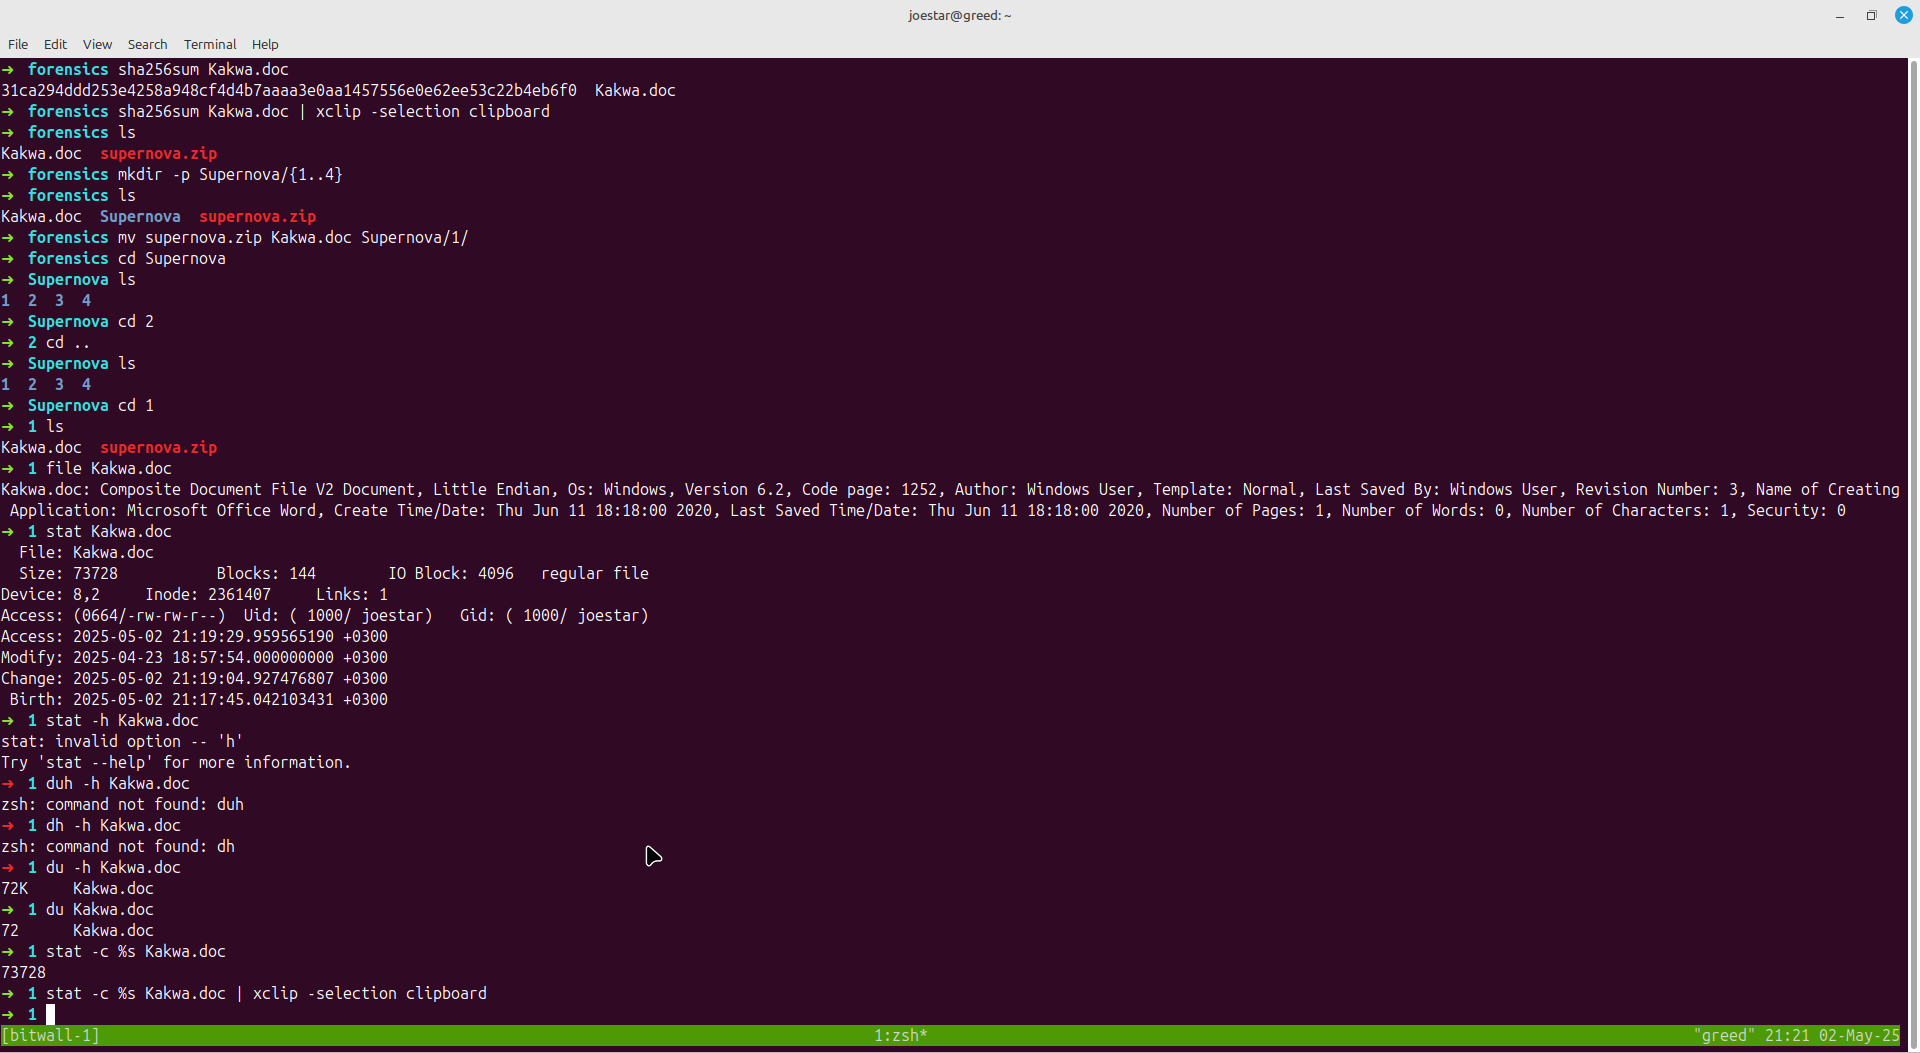 joestar@greed: ~
File Edit View Search Terminal Help
➜ forensics sha256sum Kakwa.doc
31ca294ddd253e4258a948cf4d4b7aaaa3e0aa1457556e0e62ee53c22b4eb6f0  Kakwa.doc
➜ forensics sha256sum Kakwa.doc | xclip -selection clipboard
➜ forensics ls
Kakwa.doc  supernova.zip
➜ forensics mkdir -p Supernova/{1..4}
➜ forensics ls
Kakwa.doc  Supernova  supernova.zip
➜ forensics mv supernova.zip Kakwa.doc Supernova/1/
➜ forensics cd Supernova
➜ Supernova ls
1  2  3  4
➜ Supernova cd 2
➜ 2 cd ..
➜ Supernova ls
1  2  3  4
➜ Supernova cd 1
➜ 1 ls
Kakwa.doc  supernova.zip
➜ 1 file Kakwa.doc
Kakwa.doc: Composite Document File V2 Document, Little Endian, Os: Windows, Version 6.2, Code page: 1252, Author: Windows User, Template: Normal, Last Saved By: Windows User, Revision Number: 3, Name of Creating
 Application: Microsoft Office Word, Create Time/Date: Thu Jun 11 18:18:00 2020, Last Saved Time/Date: Thu Jun 11 18:18:00 2020, Number of Pages: 1, Number of Words: 0, Number of Characters: 1, Security: 0
➜ 1 stat Kakwa.doc
  File: Kakwa.doc
  Size: 73728           Blocks: 144        IO Block: 4096   regular file
Device: 8,2     Inode: 2361407     Links: 1
Access: (0664/-rw-rw-r--)  Uid: ( 1000/ joestar)   Gid: ( 1000/ joestar)
Access: 2025-05-02 21:19:29.959565190 +0300
Modify: 2025-04-23 18:57:54.000000000 +0300
Change: 2025-05-02 21:19:04.927476807 +0300
 Birth: 2025-05-02 21:17:45.042103431 +0300
➜ 1 stat -h Kakwa.doc
stat: invalid option -- 'h'
Try 'stat --help' for more information.
➜ 1 duh -h Kakwa.doc
zsh: command not found: duh
➜ 1 dh -h Kakwa.doc
zsh: command not found: dh
➜ 1 du -h Kakwa.doc
72K     Kakwa.doc
➜ 1 du Kakwa.doc
72      Kakwa.doc
➜ 1 stat -c %s Kakwa.doc
73728
➜ 1 stat -c %s Kakwa.doc | xclip -selection clipboard
➜ 1
[bitwall-1] 1:zsh* "greed" 21:21 02-May-25